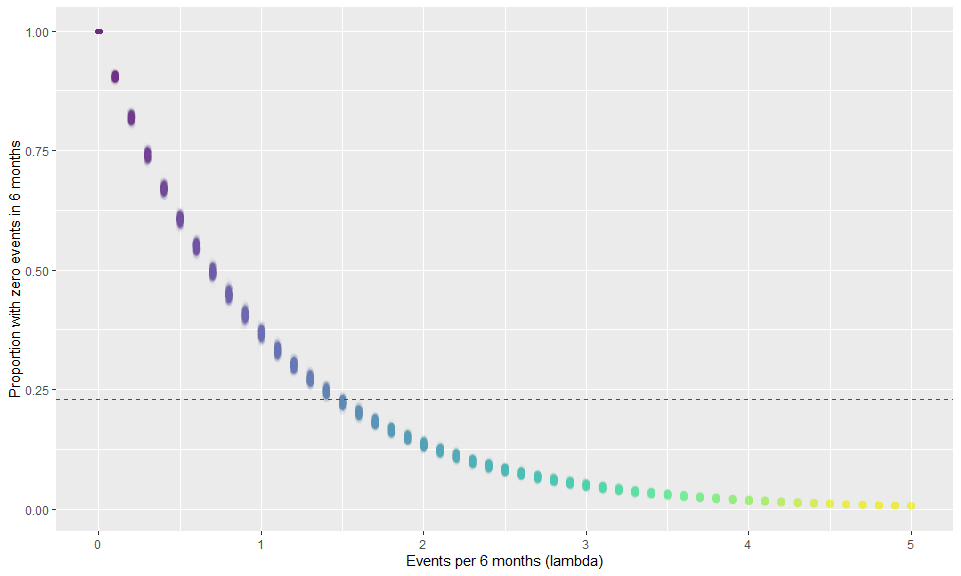 Proportion with zero events in 6 months
1.00
0.75
0.50
0.25
0.00
0 1 2 3 4 5
Events per 6 months (lambda)